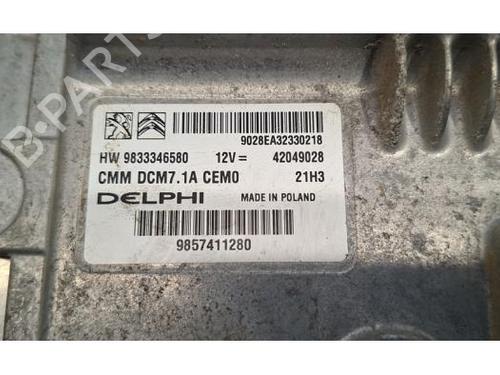 B-PARTS
9028EA32330218
HW 9833346580 12V= 42049028
CMM DCM7.1A CEM0 21H3
DELPHI MADE IN POLAND
9857411280